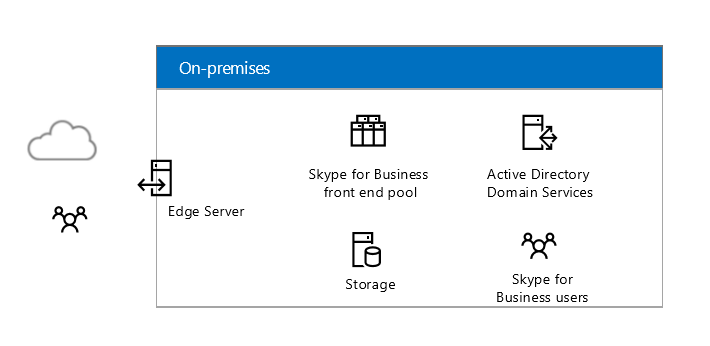 On-premises
Skype for Business
front end pool
Active Directory
Domain Services
Edge Server
Storage
Skype for
Business users